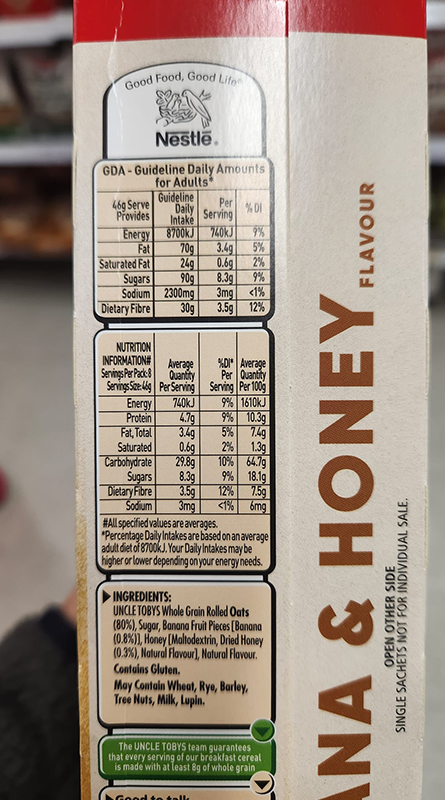 Good Food, Good Life
Nestlé®
GDA - Guideline Daily Amounts
for Adults*
46g Serve Provides | Guideline Daily Intake | Per Serving | % DI
Energy 8700kJ 740kJ 9%
Fat 70g 3.4g 5%
Saturated Fat 24g 0.6g 2%
Sugars 90g 8.3g 9%
Sodium 2300mg 3mg <1%
Dietary Fibre 30g 3.5g 12%
NUTRITION INFORMATION#
Servings Per Pack: 8
Servings Size: 46g
Average Quantity Per Serving | %DI* Per Serving | Average Quantity Per 100g
Energy 740kJ 9% 1610kJ
Protein 4.7g 9% 10.3g
Fat, Total 3.4g 5% 7.4g
Saturated 0.6g 2% 1.3g
Carbohydrate 29.8g 10% 64.7g
Sugars 8.3g 9% 18.1g
Dietary Fibre 3.5g 12% 7.5g
Sodium 3mg <1% 6mg
#All specified values are averages.
*Percentage Daily Intakes are based on an average
adult diet of 8700kJ. Your Daily Intakes may be
higher or lower depending on your energy needs.
INGREDIENTS:
UNCLE TOBYS Whole Grain Rolled Oats
(80%), Sugar, Banana Fruit Pieces [Banana
(0.8%)], Honey [Maltodextrin, Dried Honey
(0.3%), Natural Flavour], Natural Flavour.
Contains Gluten.
May Contain Wheat, Rye, Barley,
Tree Nuts, Milk, Lupin.
The UNCLE TOBYS team guarantees
that every serving of our breakfast cereal
is made with at least 8g of whole grain
Good to talk
ANA & HONEY
FLAVOUR
OPEN OTHER SIDE
SINGLE SACHETS NOT FOR INDIVIDUAL SALE.